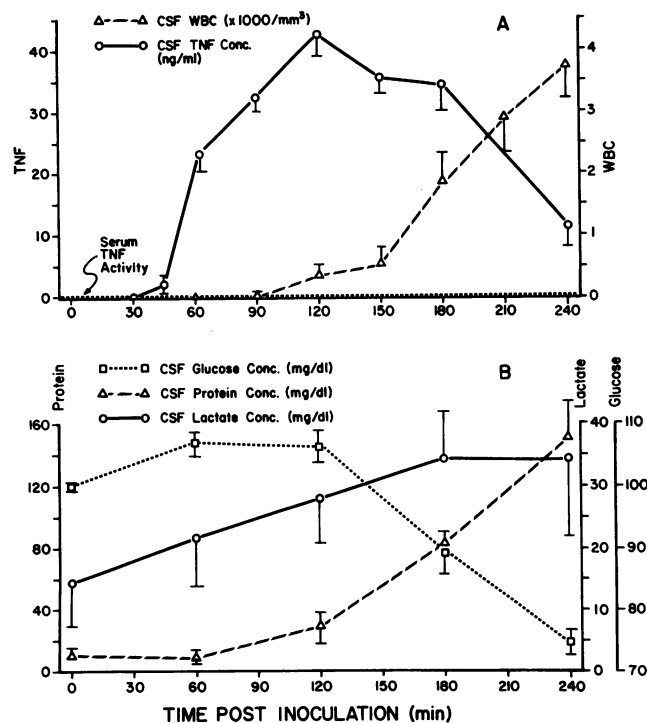 △--△ CSF WBC (x1000/mm³)
○—○ CSF TNF Conc.
(ng/ml)
A
TNF
40
30
20
10
0
Serum
TNF
Activity
WBC
4
3
2
1
0
0 30 60 90 120 150 180 210 240
B
□····□ CSF Glucose Conc. (mg/dl)
△--△ CSF Protein Conc. (mg/dl)
○—○ CSF Lactate Conc. (mg/dl)
Protein
160
120
80
40
0
Lactate
40
30
20
10
0
Glucose
110
100
90
80
70
0 30 60 90 120 150 180 210 240
TIME POST INOCULATION (min)